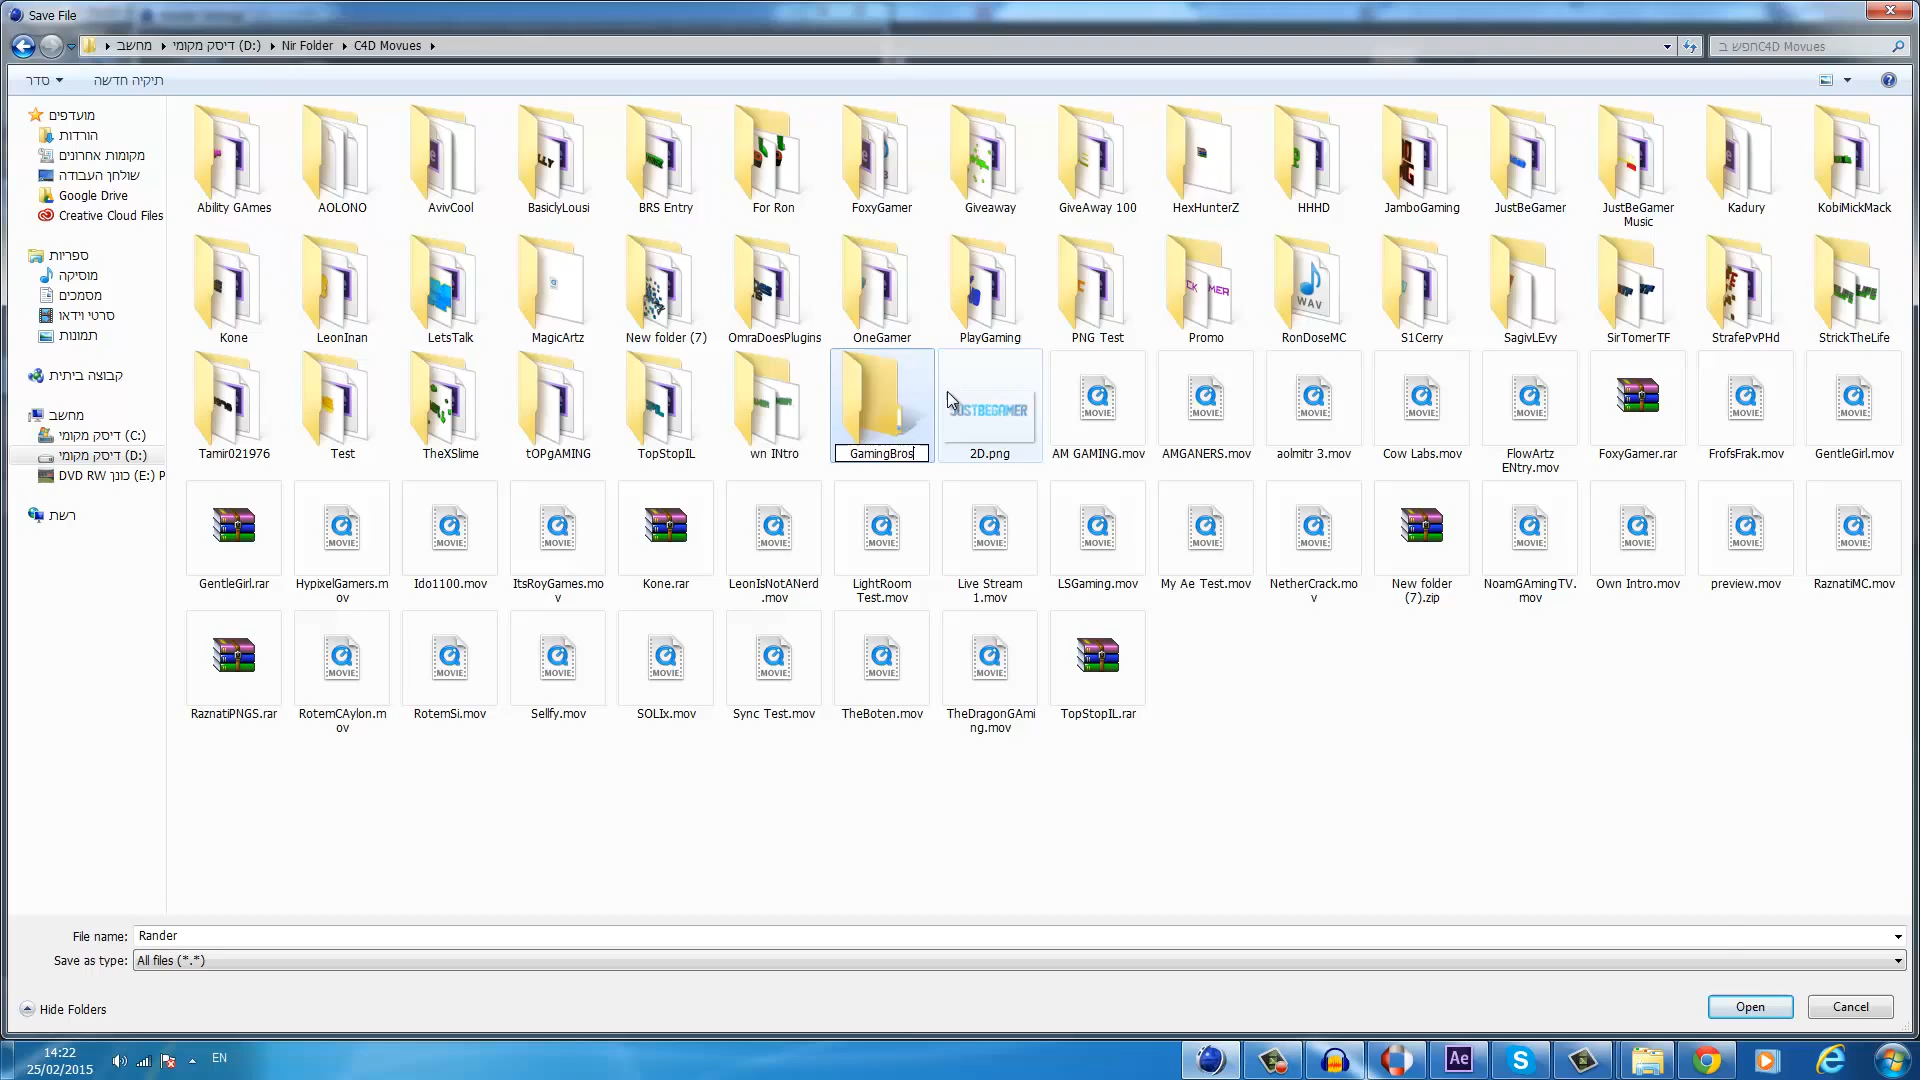 Save File
מחשב
דיסק מקומי (D:)
Nir Folder
C4D Movues
חפש ב C4D Movues
סדר
תיקיה חדשה
מועדפים
הורדות
מקומות אחרונים
שולחן העבודה
Google Drive
Creative Cloud Files
ספריות
מוסיקה
מסמכים
סרטי וידאו
תמונות
קבוצה ביתית
מחשב
דיסק מקומי (C:)
דיסק מקומי (D:)
כונן DVD RW (E:) P
רשת
Ability GAmes
AOLONO
AvivCool
BasiclyLousi
BRS Entry
For Ron
FoxyGamer
Giveaway
GiveAway 100
HexHunterZ
HHHD
JamboGaming
JustBeGamer
JustBeGamer
Music
Kadury
KobiMickMack
Kone
LeonInan
LetsTalk
MagicArtz
New folder (7)
OmraDoesPlugins
OneGamer
PlayGaming
PNG Test
Promo
RonDoseMC
S1Cerry
SagivLEvy
SirTomerTF
StrafePvPHd
StrickTheLife
Tamir021976
Test
TheXSlime
tOPgAMING
TopStopIL
wn INtro
GamingBros
2D.png
AM GAMING.mov
AMGANERS.mov
aolmitr 3.mov
Cow Labs.mov
FlowArtz
ENtry.mov
FoxyGamer.rar
FrofsFrak.mov
GentleGirl.mov
GentleGirl.rar
HypixelGamers.m
ov
Ido1100.mov
ItsRoyGames.mo
v
Kone.rar
LeonIsNotANerd
.mov
LightRoom
Test.mov
Live Stream
1.mov
LSGaming.mov
My Ae Test.mov
NetherCrack.mo
v
New folder
(7).zip
NoamGAmingTV.
mov
Own Intro.mov
preview.mov
RaznatiMC.mov
RaznatiPNGS.rar
RotemCAylon.m
ov
RotemSi.mov
Sellfy.mov
SOLIx.mov
Sync Test.mov
TheBoten.mov
TheDragonGAmi
ng.mov
TopStopIL.rar
File name: Rander
Save as type: All files (*.*)
Hide Folders
Open
Cancel
14:22
25/02/2015
EN
Ae